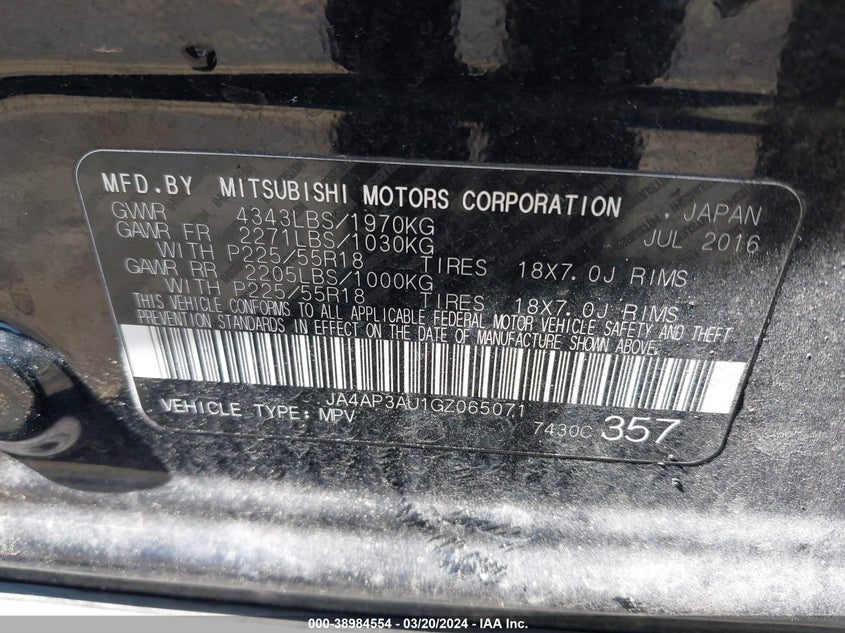 MFD.BY MITSUBISHI MOTORS CORPORATION . JAPAN
GVWR 4343LBS/1970KG JUL 2016
GAWR FR 2271LBS/1030KG
WITH P225/55R18 TIRES 18X7.0J RIMS
GAWR RR 2205LBS/1000KG
WITH P225/55R18 TIRES 18X7.0J RIMS
THIS VEHICLE CONFORMS TO ALL APPLICABLE FEDERAL MOTOR VEHICLE SAFETY AND THEFT
PREVENTION STANDARDS IN EFFECT ON THE DATE OF MANUFACTURE SHOWN ABOVE.
JA4AP3AU1GZ065071
VEHICLE TYPE: MPV 7430C 357
000-38984554 — 03/20/2024 — IAA Inc.